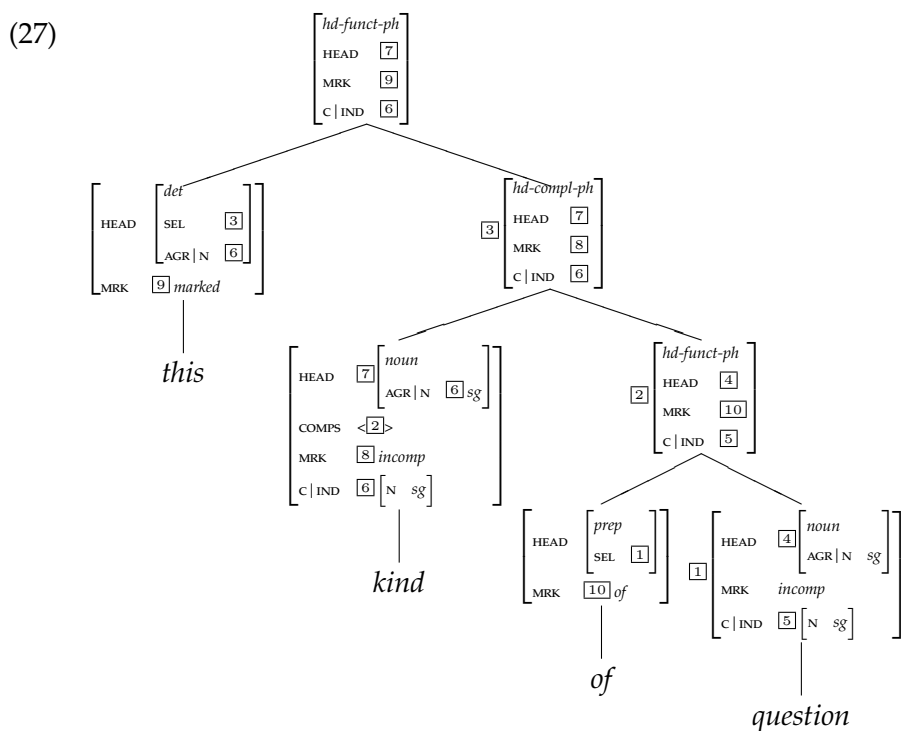 (27)
hd-funct-ph
HEAD 7
MRK 9
C | IND 6
det
HEAD SEL 3
AGR | N 6
MRK 9 marked
this
hd-compl-ph
3 HEAD 7
MRK 8
C | IND 6
noun
HEAD 7 AGR | N 6 sg
COMPS <2>
MRK 8 incomp
C | IND 6 N sg
kind
hd-funct-ph
2 HEAD 4
MRK 10
C | IND 5
prep
HEAD SEL 1
MRK 10 of
of
noun
1 HEAD 4 AGR | N sg
MRK incomp
C | IND 5 N sg
question